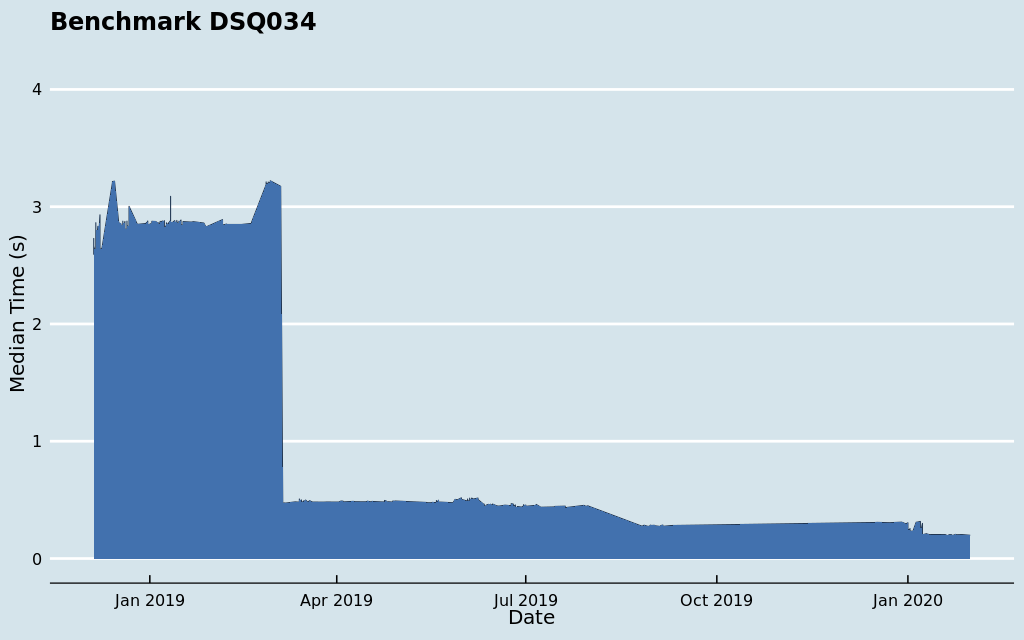 Benchmark DSQ034
Median Time (s)
4
3
2
1
0
Jan 2019
Apr 2019
Jul 2019
Oct 2019
Jan 2020
Date